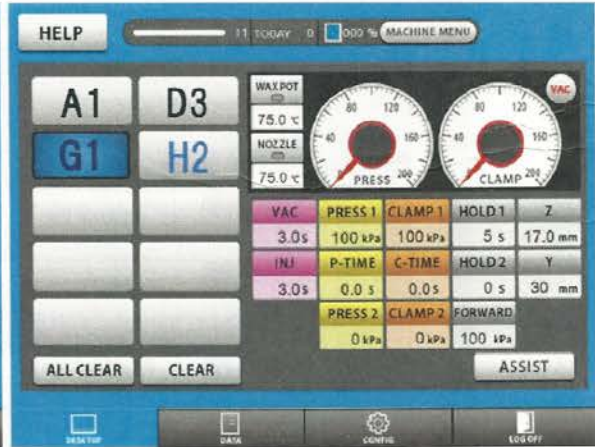 HELP
11 TODAY 0 000 % MACHINE MENU
A1 D3
G1 H2
ALL CLEAR CLEAR
WAX POT
75.0 ℃
NOZZLE
75.0 ℃
40 80 120 160 200
PRESS
VAC
40 80 120 160 200
CLAMP
VAC PRESS 1 CLAMP 1 HOLD 1 Z
3.0 s 100 kPa 100 kPa 5 s 17.0 mm
INJ P-TIME C-TIME HOLD 2 Y
3.0 s 0.0 s 0.0 s 0 s 30 mm
PRESS 2 CLAMP 2 FORWARD
0 kPa 0 kPa 100 kPa
ASSIST
DESKTOP DATA CONFIG LOG OFF